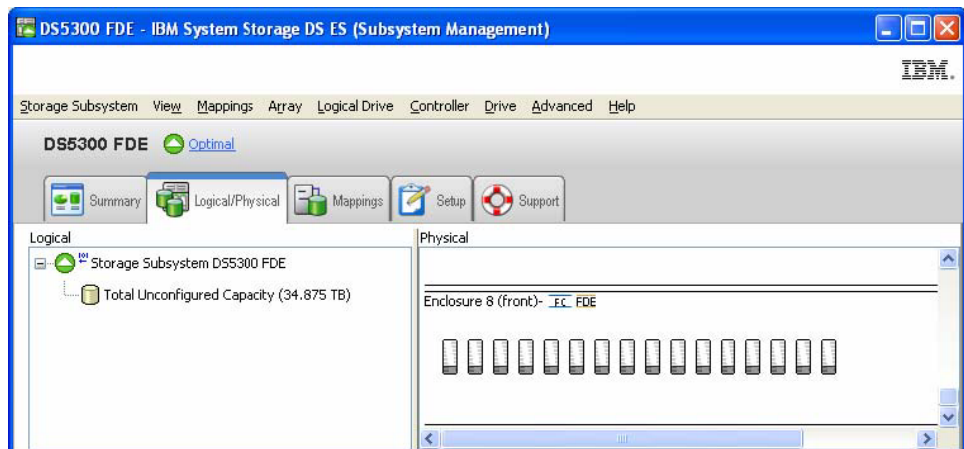 DS5300 FDE - IBM System Storage DS ES (Subsystem Management)
IBM.
Storage Subsystem View Mappings Array Logical Drive Controller Drive Advanced Help
DS5300 FDE Optimal
Summary Logical/Physical Mappings Setup Support
Logical
Storage Subsystem DS5300 FDE
Total Unconfigured Capacity (34.875 TB)
Physical
Enclosure 8 (front)- FC FDE